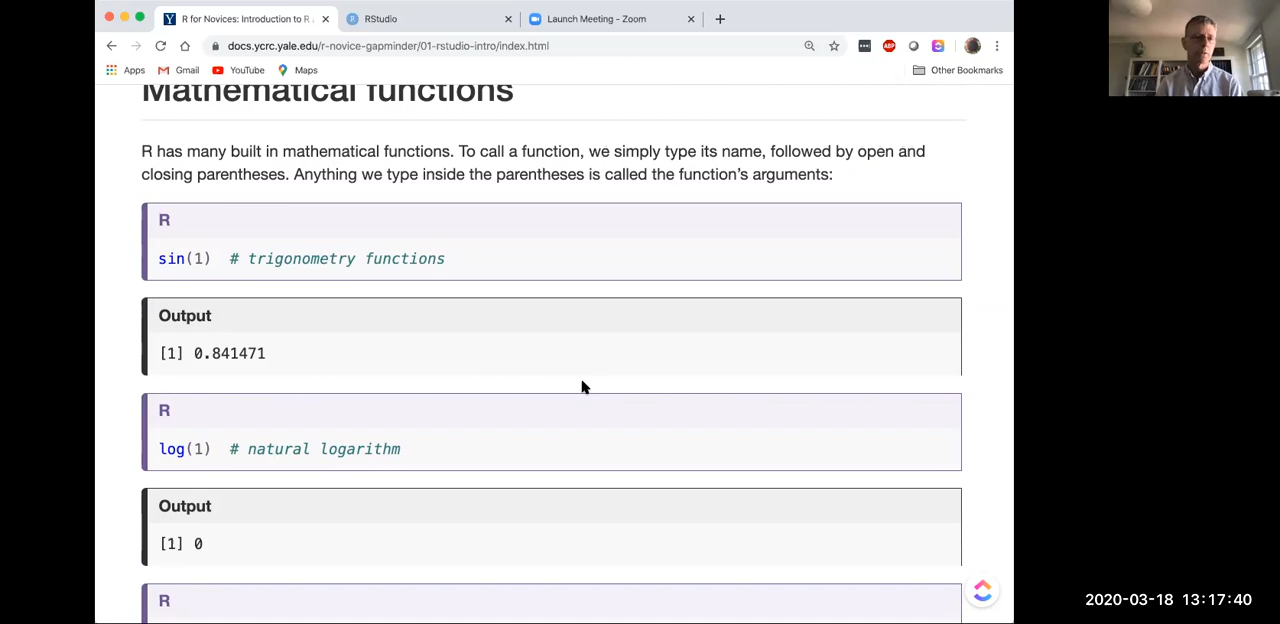 R for Novices: Introduction to R
RStudio
Launch Meeting - Zoom
docs.ycrc.yale.edu/r-novice-gapminder/01-rstudio-intro/index.html
ABP
Apps
Gmail
YouTube
Maps
Other Bookmarks
Mathematical functions
R has many built in mathematical functions. To call a function, we simply type its name, followed by open and
closing parentheses. Anything we type inside the parentheses is called the function's arguments:
R
sin(1) # trigonometry functions
Output
[1] 0.841471
R
log(1) # natural logarithm
Output
[1] 0
R
2020-03-18 13:17:40